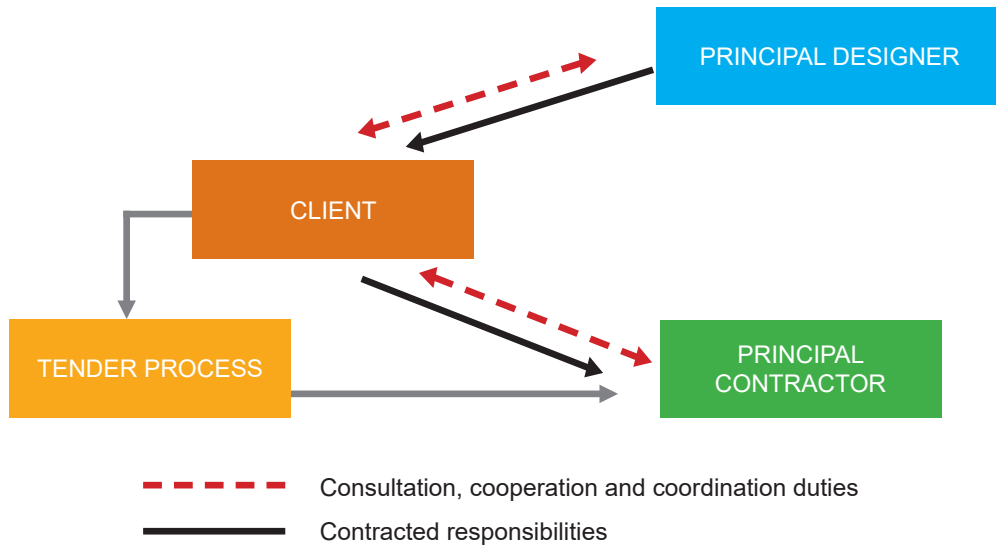 PRINCIPAL DESIGNER
CLIENT
TENDER PROCESS
PRINCIPAL
CONTRACTOR
Consultation, cooperation and coordination duties
Contracted responsibilities